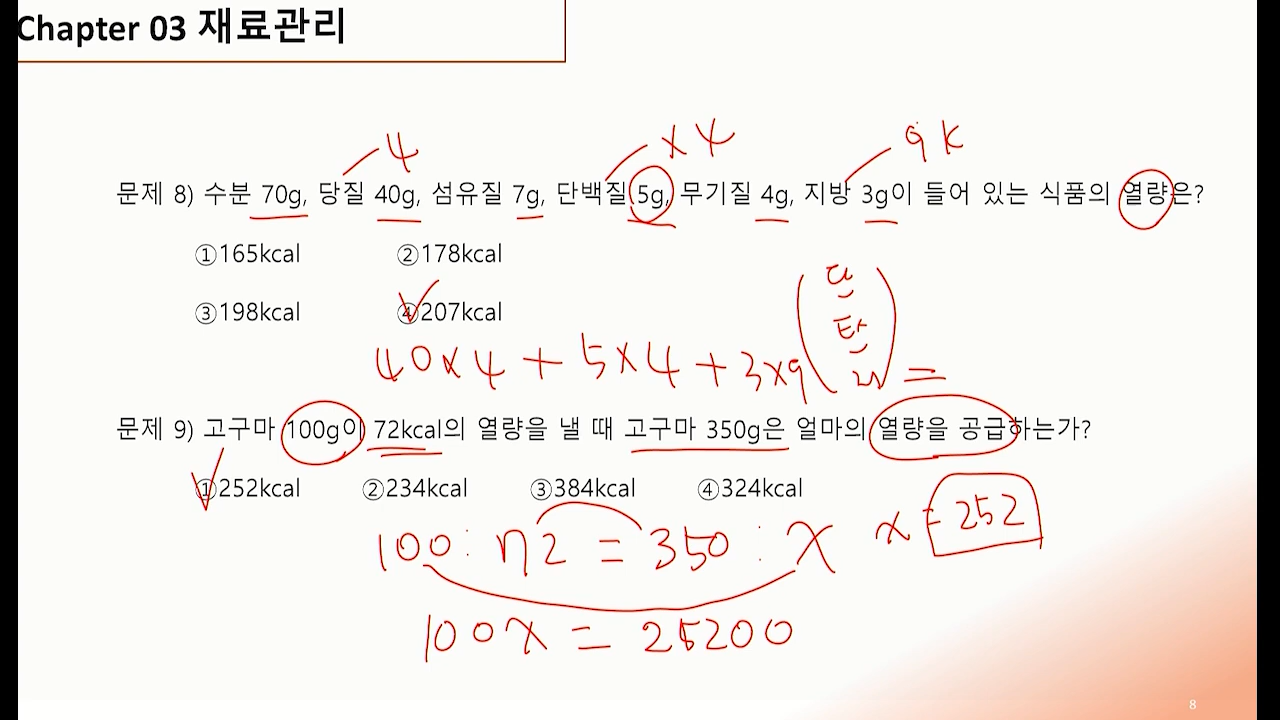 Chapter 03 재료관리
4 x4 9k
문제 8) 수분 70g, 당질 40g, 섬유질 7g, 단백질 5g, 무기질 4g, 지방 3g이 들어 있는 식품의 열량은?
①165kcal ②178kcal
③198kcal ④207kcal
단
탄
40x4 + 5x4 + 3x9 =
문제 9) 고구마 100g이 72kcal의 열량을 낼 때 고구마 350g은 얼마의 열량을 공급하는가?
①252kcal ②234kcal ③384kcal ④324kcal
100 : 72 = 350 : x x = 252
100x = 25200
8